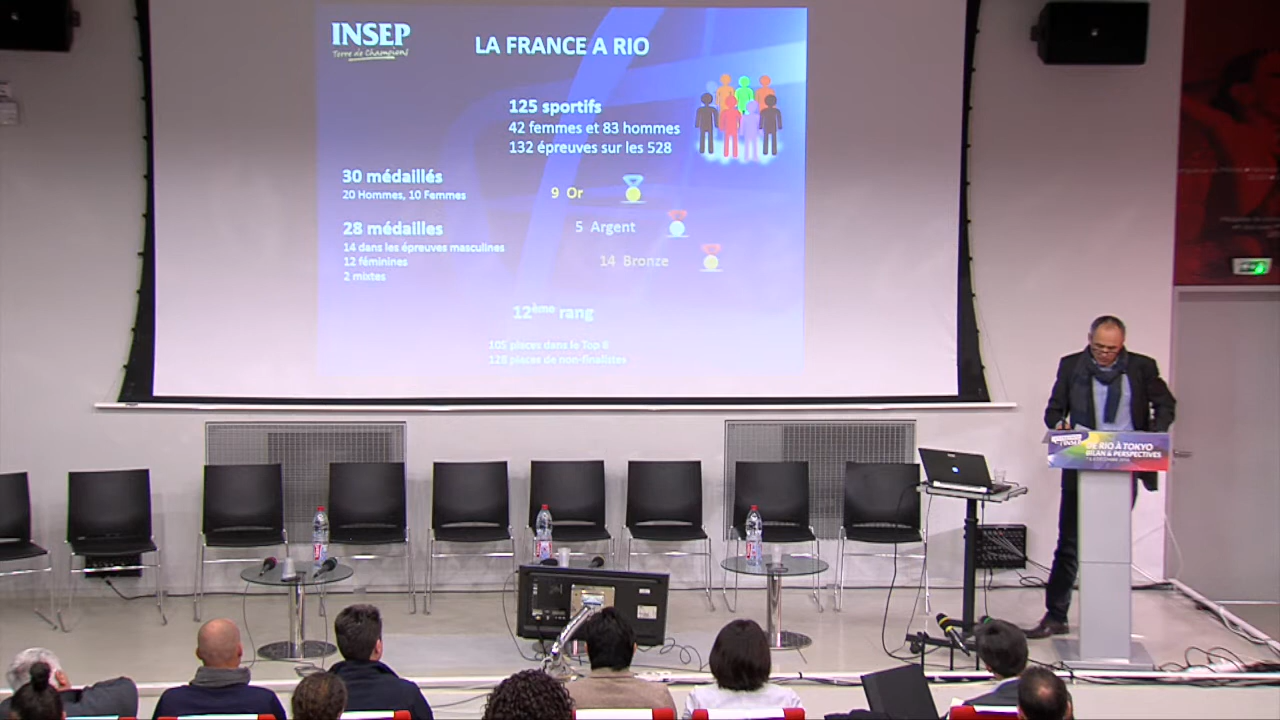 INSEP
Terre de Champions
LA FRANCE A RIO
125 sportifs
42 femmes et 83 hommes
132 épreuves sur les 528
30 médaillés
20 Hommes, 10 Femmes
9 Or
28 médailles
5 Argent
14 dans les épreuves masculines
12 féminines
14 Bronze
2 mixtes
12ème rang
105 places dans le Top 8
128 places de non-finalistes
INSEP
DE RIO À TOKYO
BILAN & PERSPECTIVES